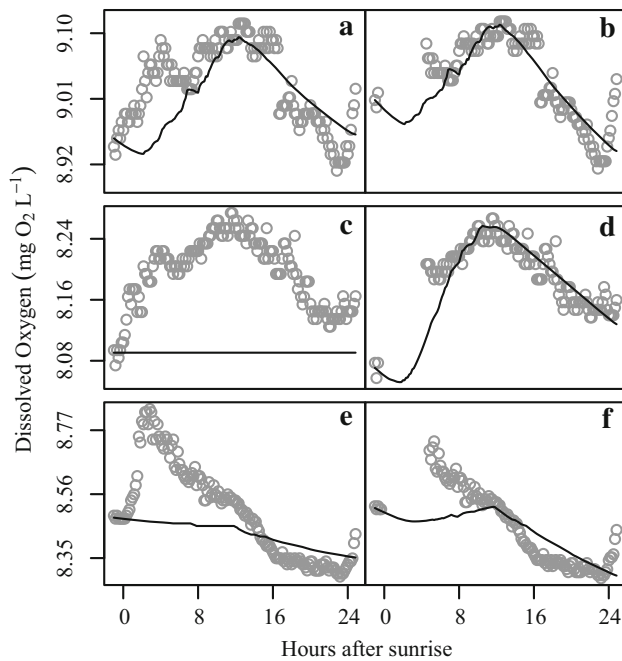 Dissolved Oxygen (mg O₂ L⁻¹)
9.10
9.01
8.92
a
b
8.24
8.16
8.08
c
d
8.77
8.56
8.35
e
f
0 8 16 24 0 8 16 24
Hours after sunrise